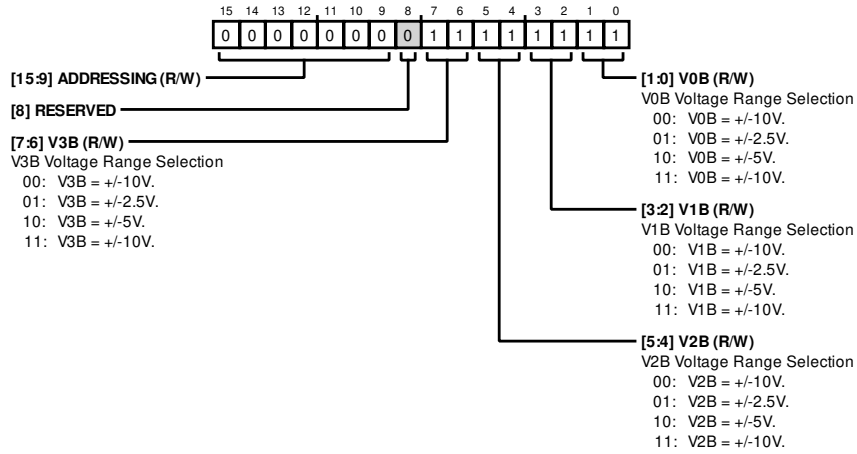 15 14 13 12 11 10 9 8 7 6 5 4 3 2 1 0
0 0 0 0 0 0 0 0 1 1 1 1 1 1 1 1
[15:9] ADDRESSING (R/W)
[8] RESERVED
[7:6] V3B (R/W)
V3B Voltage Range Selection
00: V3B = +/-10V.
01: V3B = +/-2.5V.
10: V3B = +/-5V.
11: V3B = +/-10V.
[1:0] V0B (R/W)
V0B Voltage Range Selection
00: V0B = +/-10V.
01: V0B = +/-2.5V.
10: V0B = +/-5V.
11: V0B = +/-10V.
[3:2] V1B (R/W)
V1B Voltage Range Selection
00: V1B = +/-10V.
01: V1B = +/-2.5V.
10: V1B = +/-5V.
11: V1B = +/-10V.
[5:4] V2B (R/W)
V2B Voltage Range Selection
00: V2B = +/-10V.
01: V2B = +/-2.5V.
10: V2B = +/-5V.
11: V2B = +/-10V.